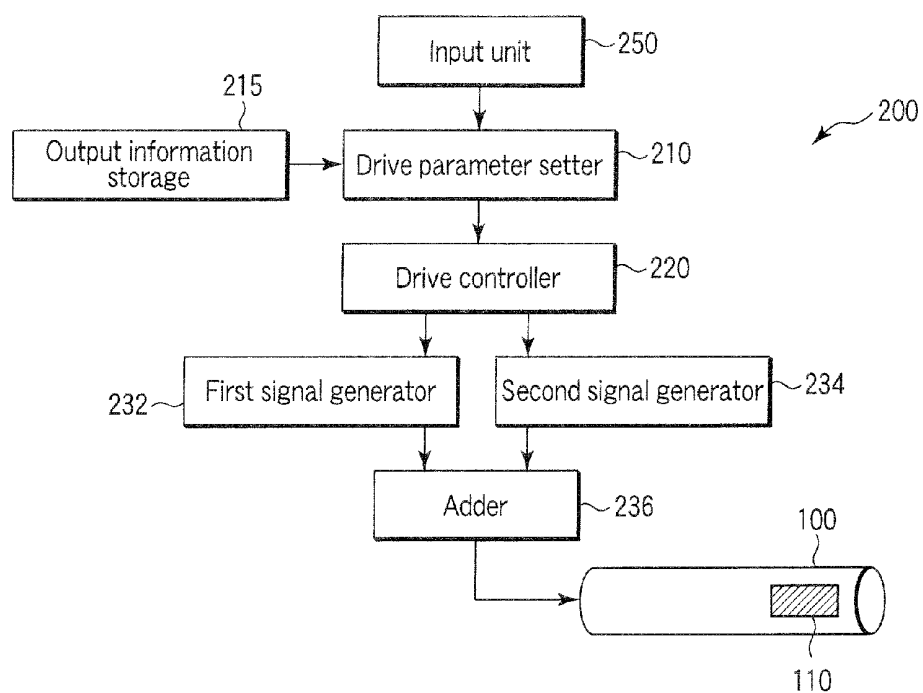 Input unit
250
215
200
Output information
storage
Drive parameter setter
210
Drive controller
220
First signal generator
232
Second signal generator
234
Adder
236
100
110